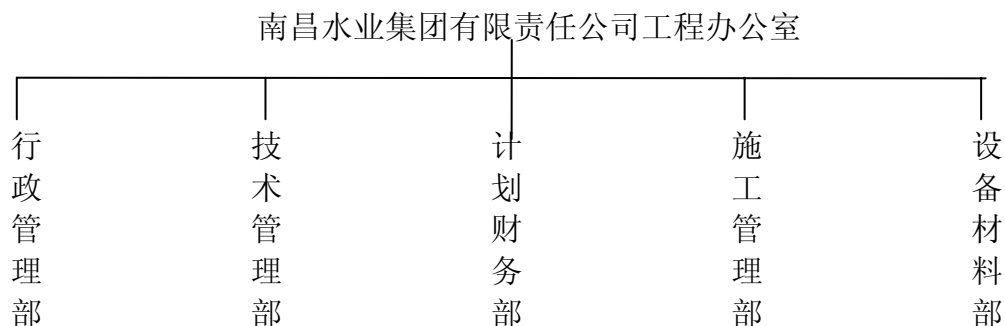 南昌水业集团有限责任公司工程办公室
行政管理部
技术管理部
计划财务部
施工管理部
设备材料部